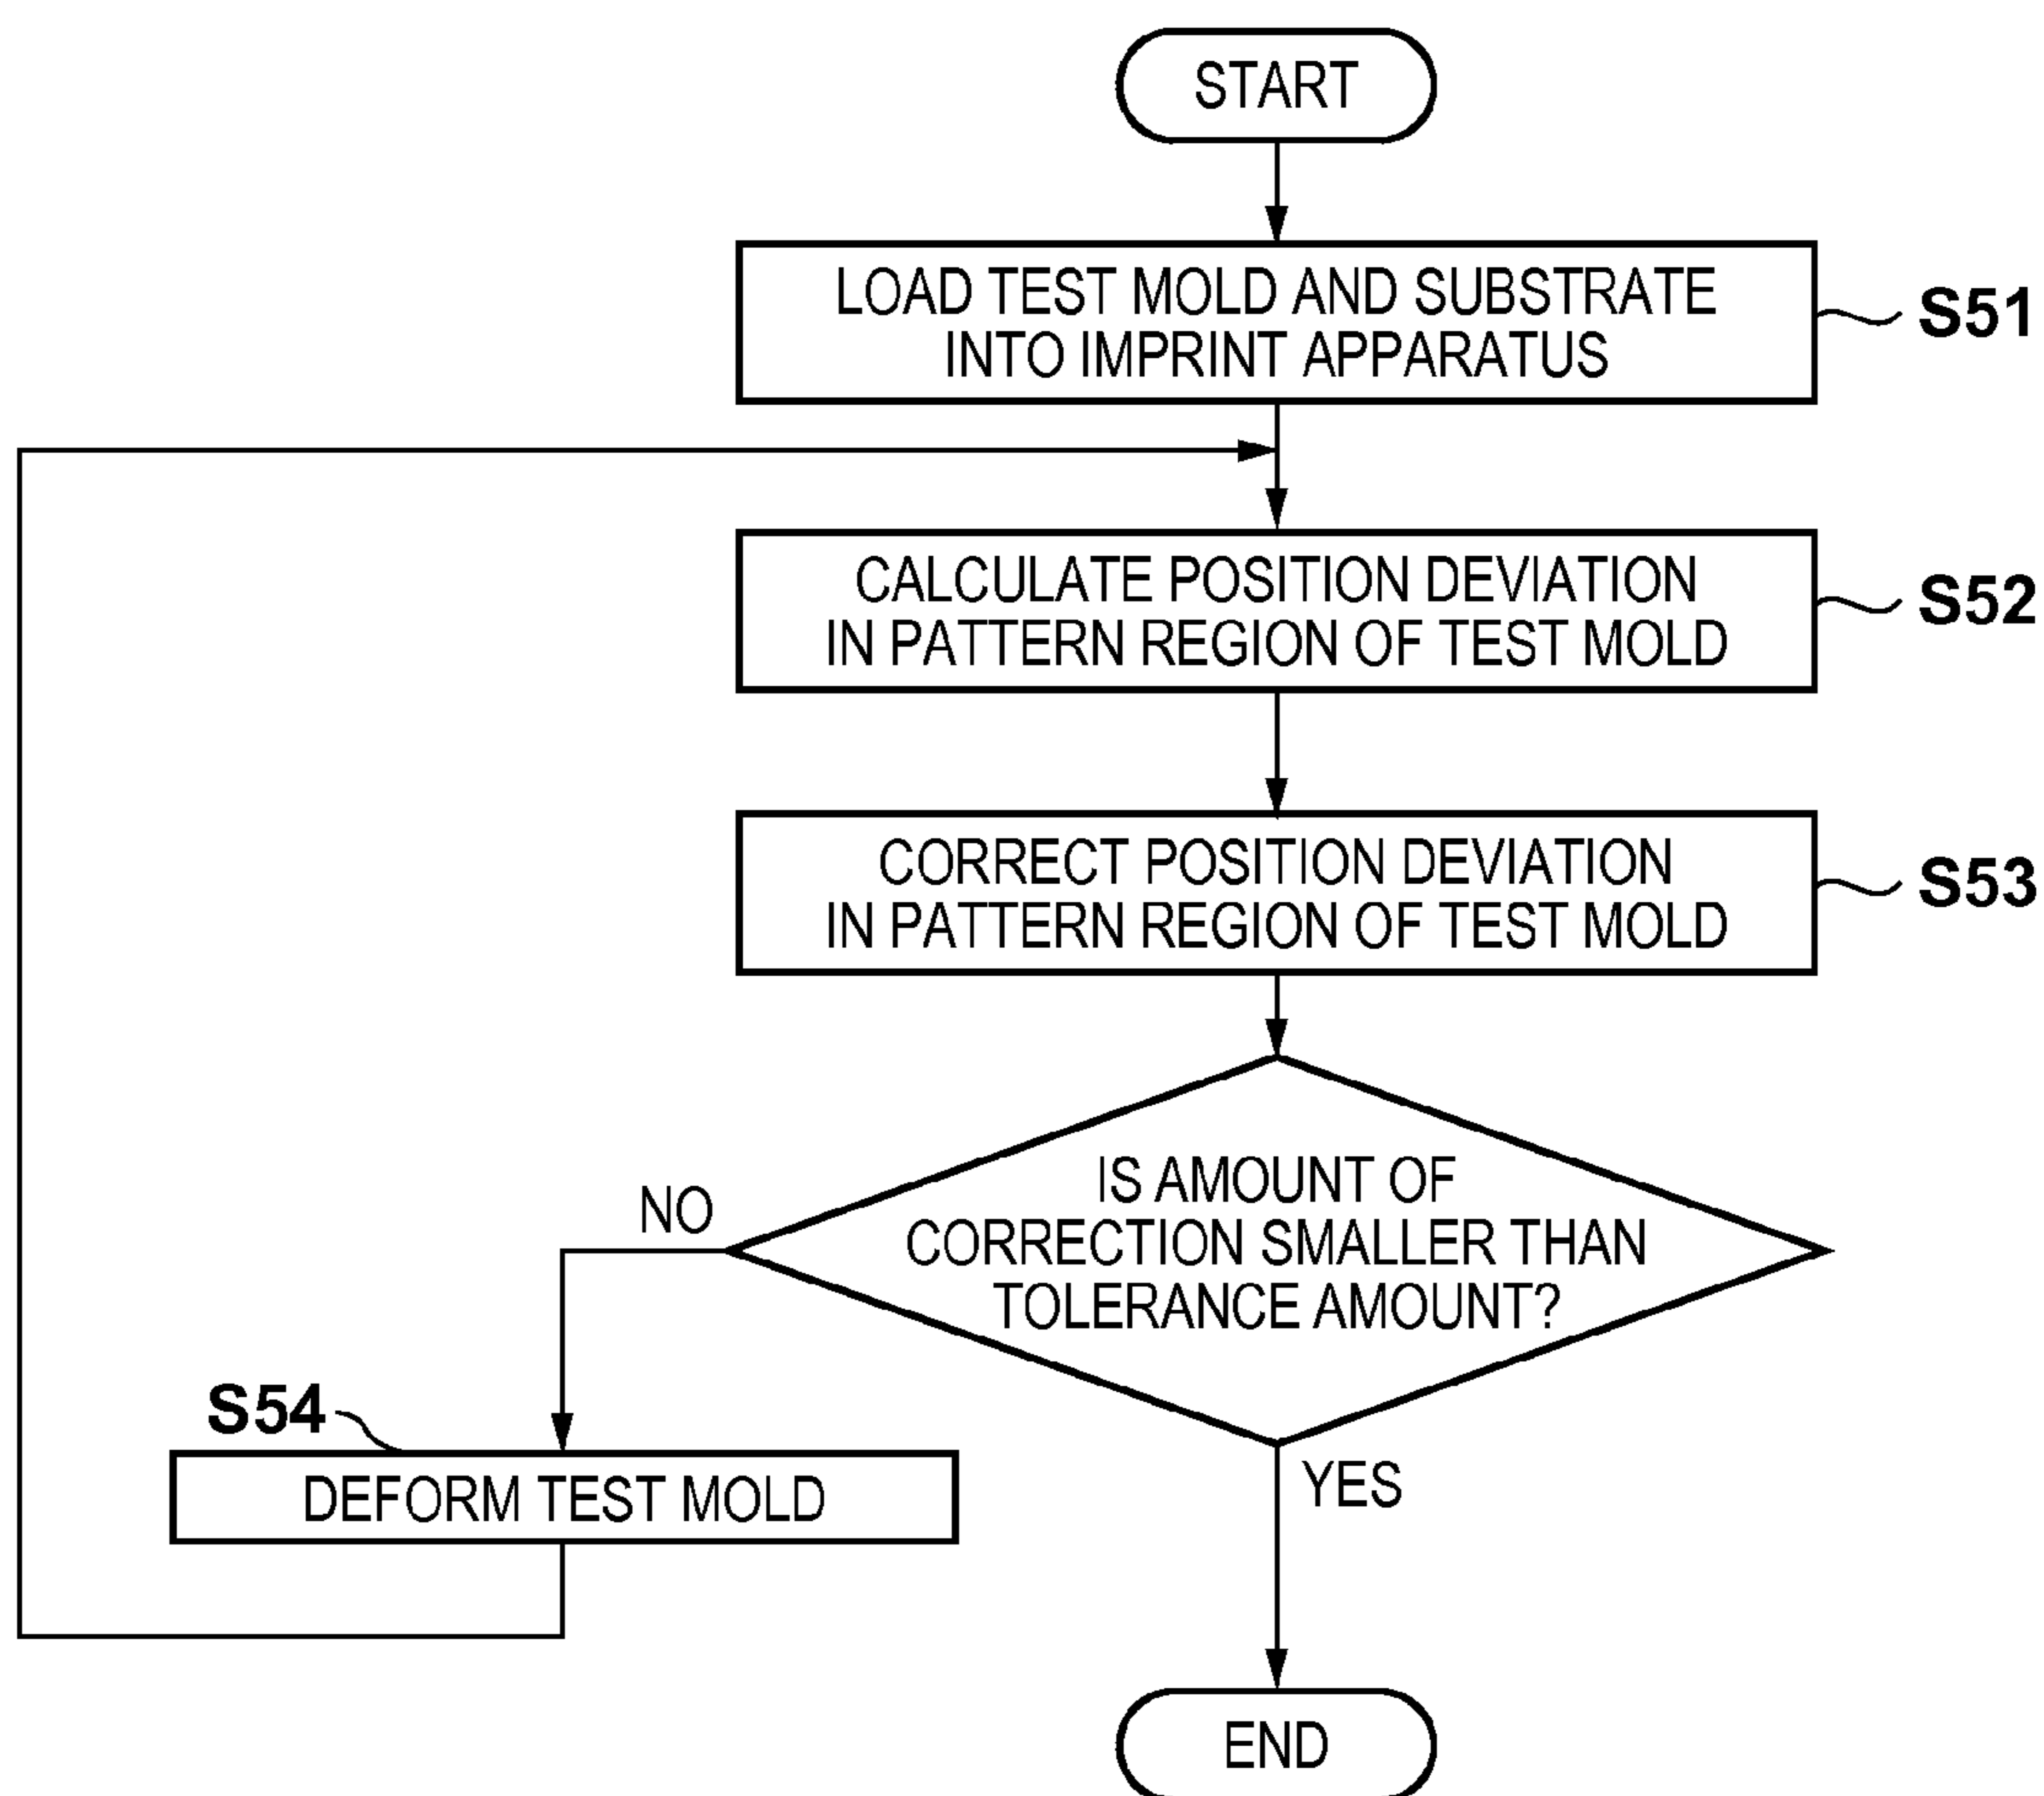 START
LOAD TEST MOLD AND SUBSTRATE
INTO IMPRINT APPARATUS
S51
CALCULATE POSITION DEVIATION
IN PATTERN REGION OF TEST MOLD
S52
CORRECT POSITION DEVIATION
IN PATTERN REGION OF TEST MOLD
S53
IS AMOUNT OF
CORRECTION SMALLER THAN
TOLERANCE AMOUNT?
NO
S54
DEFORM TEST MOLD
YES
END